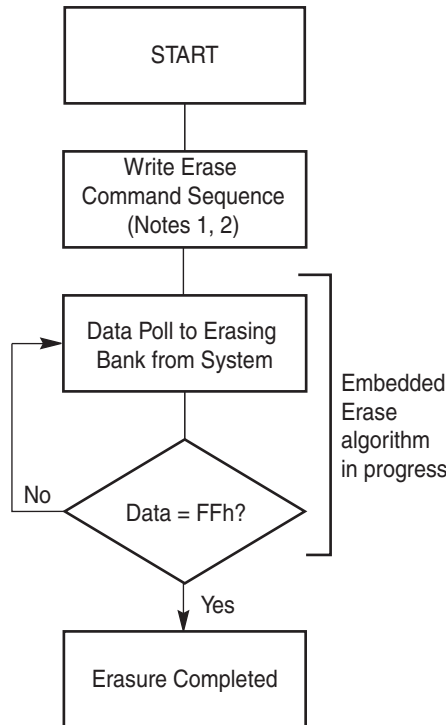 START
Write Erase
Command Sequence
(Notes 1, 2)
Data Poll to Erasing
Bank from System
Embedded
Erase
algorithm
in progress
No
Data = FFh?
Yes
Erasure Completed